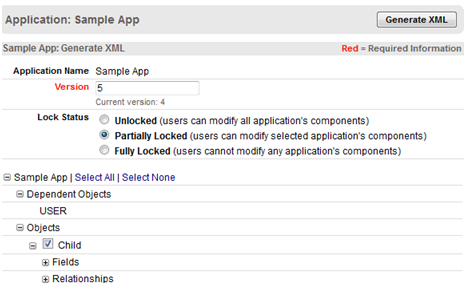 Application: Sample App Generate XML
Sample App: Generate XML Red = Required Information
Application Name Sample App
Version 5
Current version: 4
Lock Status Unlocked (users can modify all application's components)
Partially Locked (users can modify selected application's components)
Fully Locked (users cannot modify any application's components)
Sample App | Select All | Select None
Dependent Objects
USER
Objects
Child
Fields
Relationships